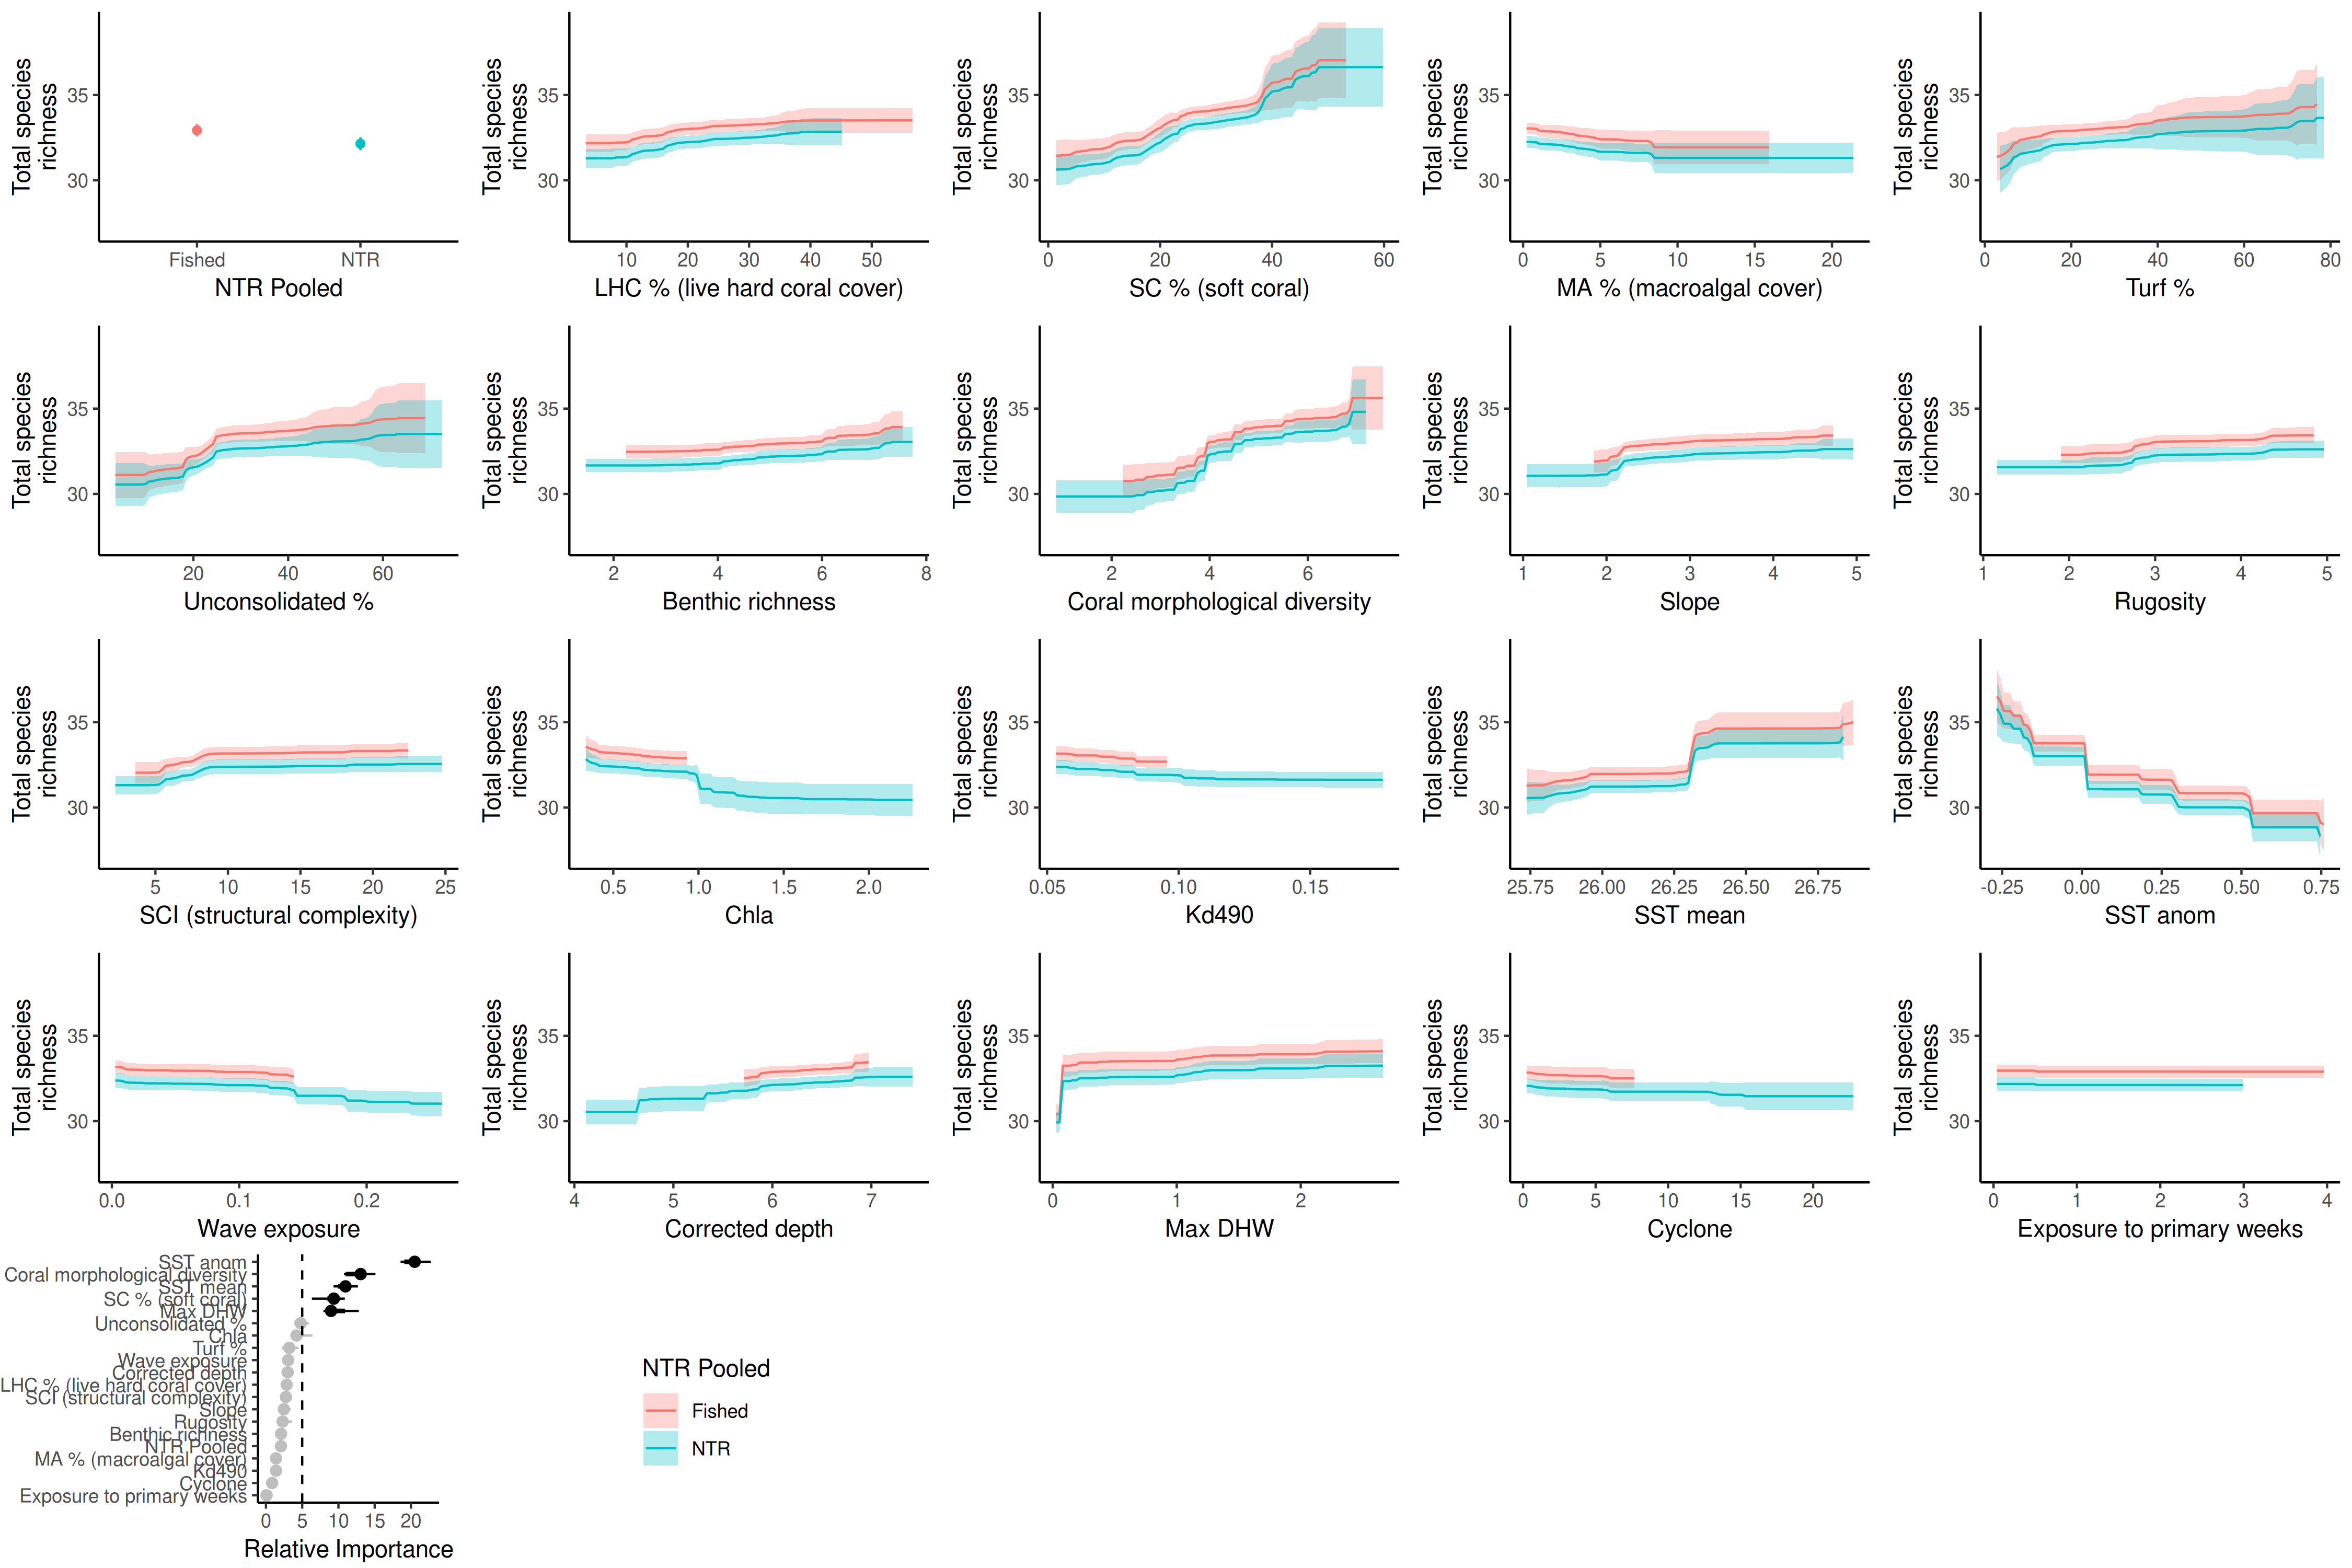 Total species
richness
35
30
Fished
NTR
NTR Pooled
Total species
richness
35
30
10
20
30
40
50
LHC % (live hard coral cover)
Total species
richness
35
30
0
20
40
60
SC % (soft coral)
Total species
richness
35
30
0
5
10
15
20
MA % (macroalgal cover)
Total species
richness
35
30
0
20
40
60
80
Turf %
Total species
richness
35
30
20
40
60
Unconsolidated %
Total species
richness
35
30
2
4
6
8
Benthic richness
Total species
richness
35
30
2
4
6
Coral morphological diversity
Total species
richness
35
30
1
2
3
4
5
Slope
Total species
richness
35
30
1
2
3
4
5
Rugosity
Total species
richness
35
30
5
10
15
20
25
SCI (structural complexity)
Total species
richness
35
30
0.5
1.0
1.5
2.0
Chla
Total species
richness
35
30
0.05
0.10
0.15
Kd490
Total species
richness
35
30
25.75
26.00
26.25
26.50
26.75
SST mean
Total species
richness
35
30
-0.25
0.00
0.25
0.50
0.75
SST anom
Total species
richness
35
30
0.0
0.1
0.2
Wave exposure
Total species
richness
35
30
4
5
6
7
Corrected depth
Total species
richness
35
30
0
1
2
Max DHW
Total species
richness
35
30
0
5
10
15
20
Cyclone
Total species
richness
35
30
0
1
2
3
4
Exposure to primary weeks
SST anom
Coral morphological diversity
SST mean
SC % (soft coral)
Max DHW
Unconsolidated %
Chla
Turf %
Wave exposure
Corrected depth
LHC % (live hard coral cover)
SCI (structural complexity)
Slope
Rugosity
Benthic richness
NTR Pooled
MA % (macroalgal cover)
Kd490
Cyclone
Exposure to primary weeks
0
5
10
15
20
Relative Importance
NTR Pooled
Fished
NTR